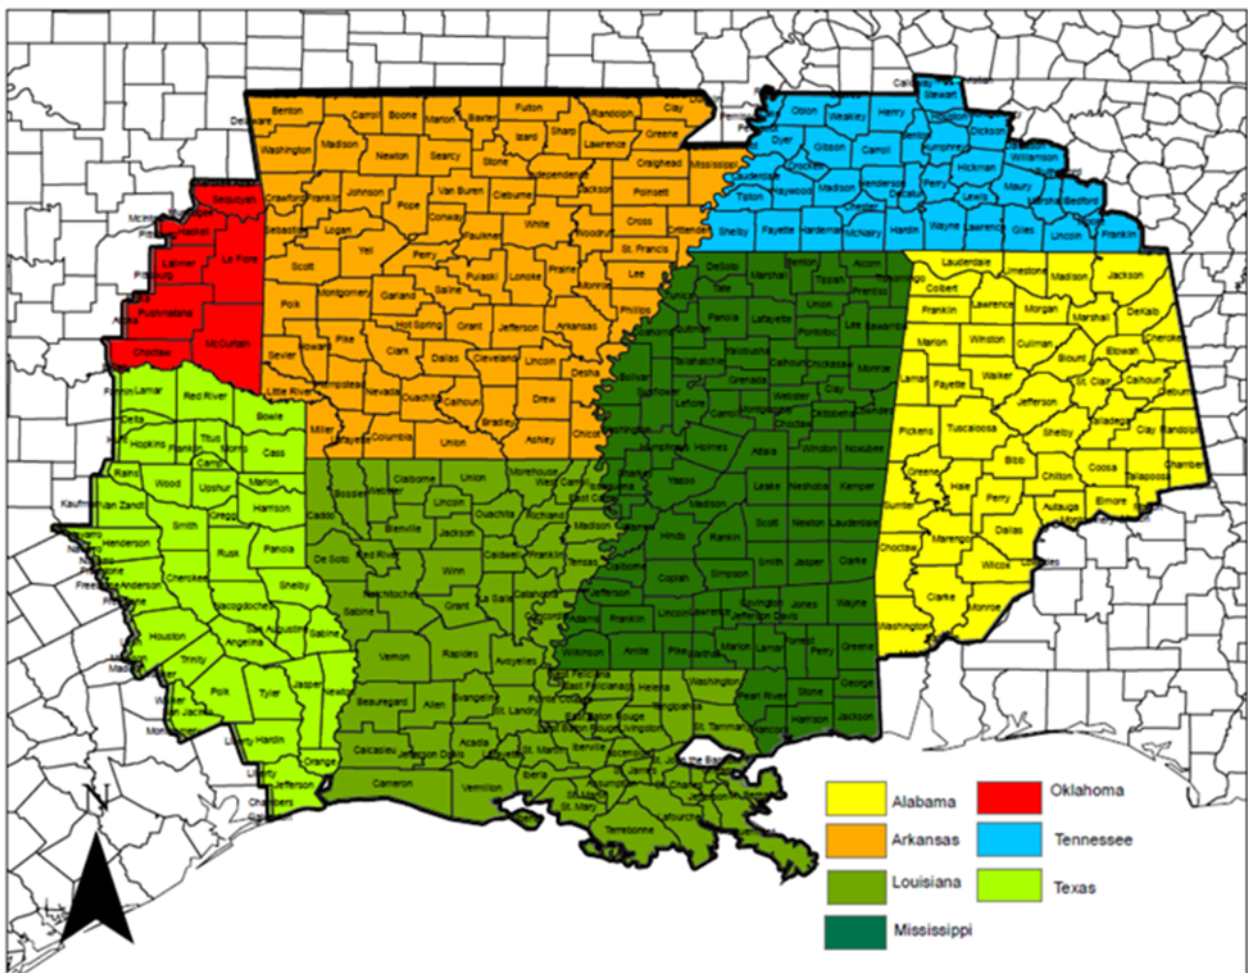 Benton
Carroll
Boone
Marion
Baxter
Fulton
Randolph
Clay
Obion
Weakley
Henry
Stewart
Washington
Madison
Newton
Searcy
Stone
Izard
Sharp
Lawrence
Greene
Craighead
Mississippi
Dyer
Gibson
Carroll
Dickson
Williamson
Hickman
Sequoyah
Crawford
Franklin
Johnson
Pope
Van Buren
Cleburne
Independence
Jackson
Poinsett
Tipton
Haywood
Madison
Henderson
Perry
Lewis
Maury
Bedford
Haskell
Sebastian
Logan
Yell
Conway
Faulkner
White
Woodruff
Cross
Crittenden
Shelby
Fayette
Hardeman
McNairy
Hardin
Wayne
Lawrence
Giles
Lincoln
Franklin
Latimer
Le Flore
Scott
Perry
Pulaski
Lonoke
Prairie
Monroe
St. Francis
Lee
Phillips
DeSoto
Tate
Marshall
Benton
Tippah
Alcorn
Prentiss
Lauderdale
Limestone
Madison
Jackson
Colbert
Pushmataha
Polk
Montgomery
Garland
Saline
Hot Spring
Grant
Jefferson
Arkansas
Panola
Lafayette
Union
Pontotoc
Lee
Franklin
Lawrence
Morgan
Marshall
DeKalb
Choctaw
McCurtain
Sevier
Howard
Pike
Clark
Dallas
Cleveland
Lincoln
Desha
Tallahatchie
Yalobusha
Calhoun
Chickasaw
Monroe
Marion
Winston
Cullman
Blount
Etowah
Cherokee
Lamar
Red River
Little River
Hempstead
Nevada
Ouachita
Calhoun
Drew
Bolivar
Sunflower
Leflore
Grenada
Webster
Clay
Lamar
Fayette
Walker
Jefferson
St. Clair
Calhoun
Bowie
Miller
Lafayette
Columbia
Union
Bradley
Ashley
Chicot
Washington
Carroll
Montgomery
Choctaw
Oktibbeha
Lowndes
Pickens
Tuscaloosa
Shelby
Talladega
Clay
Randolph
Delta
Hopkins
Franklin
Titus
Morris
Cass
Camp
Humphreys
Holmes
Attala
Winston
Noxubee
Greene
Bibb
Chilton
Coosa
Tallapoosa
Chambers
Rains
Wood
Upshur
Marion
Bossier
Webster
Claiborne
Union
Morehouse
West Carroll
Yazoo
Leake
Neshoba
Kemper
Hale
Perry
Autauga
Elmore
Kaufman
Van Zandt
Smith
Gregg
Harrison
Caddo
Bienville
Lincoln
Jackson
Ouachita
Richland
Madison
Madison
Scott
Newton
Lauderdale
Sumter
Dallas
Henderson
Rusk
Panola
De Soto
Red River
Winn
Caldwell
Franklin
Tensas
Hinds
Rankin
Smith
Jasper
Clarke
Choctaw
Marengo
Wilcox
Anderson
Cherokee
Shelby
Natchitoches
Grant
La Salle
Catahoula
Jefferson
Copiah
Simpson
Covington
Jones
Wayne
Clarke
Monroe
Houston
Nacogdoches
San Augustine
Sabine
Angelina
Sabine
Adams
Franklin
Lincoln
Lawrence
Jefferson Davis
Washington
Trinity
Vernon
Rapides
Avoyelles
Wilkinson
Amite
Pike
Marion
Lamar
Forrest
Perry
Greene
Polk
Tyler
Jasper
Newton
Beauregard
Allen
Evangeline
St. Landry
East Feliciana
St. Helena
Washington
Tangipahoa
Pearl River
Stone
George
Hardin
Orange
Calcasieu
Jefferson Davis
Acadia
St. Martin
Iberville
St. Tammany
Harrison
Jackson
Jefferson
Chambers
Cameron
Vermilion
Iberia
St. Mary
Terrebonne
Lafourche
Alabama
Oklahoma
Arkansas
Tennessee
Louisiana
Texas
Mississippi
N